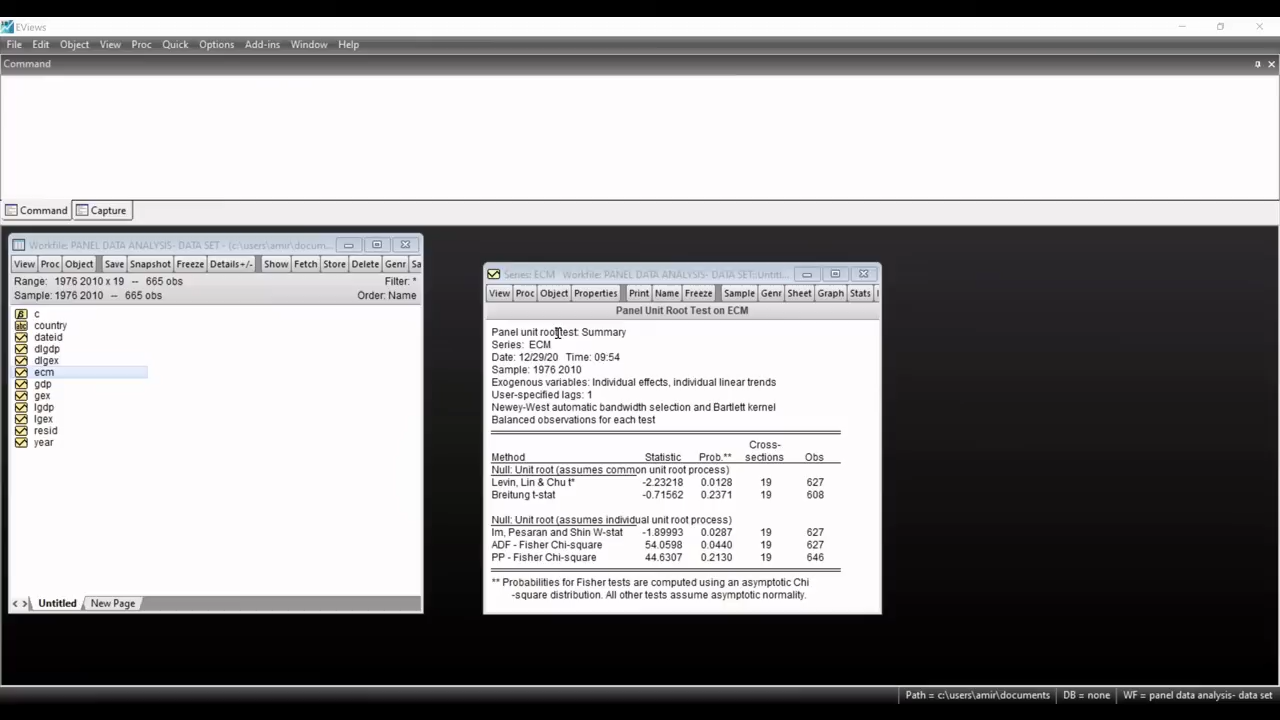 EViews
File Edit Object View Proc Quick Options Add-ins Window Help
Command
Command Capture
Workfile: PANEL DATA ANALYSIS- DATA SET - (c:\users\amir\docum...
View Proc Object Save Snapshot Freeze Details+/- Show Fetch Store Delete Genr Sa
Range: 1976 2010 x 19 -- 665 obs Filter: *
Sample: 1976 2010 -- 665 obs Order: Name
c
country
dateid
dlgdp
dlgex
ecm
gdp
gex
lgdp
lgex
resid
year
Untitled New Page
Series: ECM Workfile: PANEL DATA ANALYSIS- DATA SET::Untitl...
View Proc Object Properties Print Name Freeze Sample Genr Sheet Graph Stats
Panel Unit Root Test on ECM
Panel unit root test: Summary
Series: ECM
Date: 12/29/20 Time: 09:54
Sample: 1976 2010
Exogenous variables: Individual effects, individual linear trends
User-specified lags: 1
Newey-West automatic bandwidth selection and Bartlett kernel
Balanced observations for each test
Cross-
Method Statistic Prob.** sections Obs
Null: Unit root (assumes common unit root process)
Levin, Lin & Chu t* -2.23218 0.0128 19 627
Breitung t-stat -0.71562 0.2371 19 608
Null: Unit root (assumes individual unit root process)
Im, Pesaran and Shin W-stat -1.89993 0.0287 19 627
ADF - Fisher Chi-square 54.0598 0.0440 19 627
PP - Fisher Chi-square 44.6307 0.2130 19 646
** Probabilities for Fisher tests are computed using an asymptotic Chi
-square distribution. All other tests assume asymptotic normality.
Path = c:\users\amir\documents DB = none WF = panel data analysis- data set